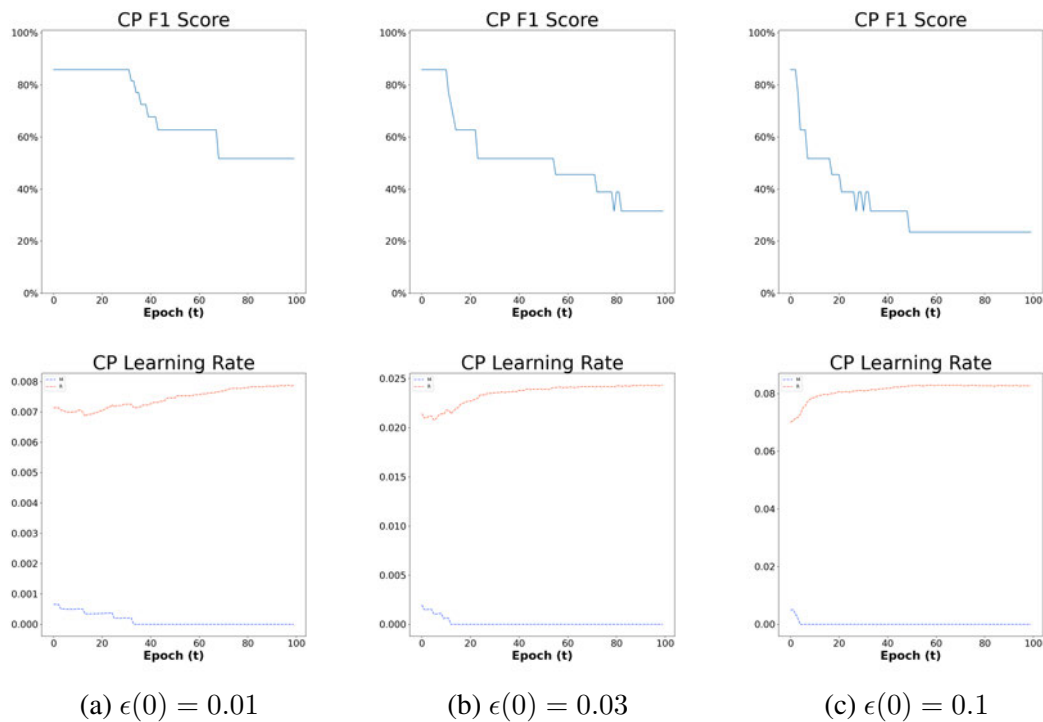 CP F1 Score
100%
80%
60%
40%
20%
0%
0 20 40 60 80 100
Epoch (t)
CP F1 Score
100%
80%
60%
40%
20%
0%
0 20 40 60 80 100
Epoch (t)
CP F1 Score
100%
80%
60%
40%
20%
0%
0 20 40 60 80 100
Epoch (t)
CP Learning Rate
0.008
0.007
0.006
0.005
0.004
0.003
0.002
0.001
0.000
0 20 40 60 80 100
Epoch (t)
CP Learning Rate
0.025
0.020
0.015
0.010
0.005
0.000
0 20 40 60 80 100
Epoch (t)
CP Learning Rate
0.08
0.06
0.04
0.02
0.00
0 20 40 60 80 100
Epoch (t)
(a) ϵ(0) = 0.01
(b) ϵ(0) = 0.03
(c) ϵ(0) = 0.1